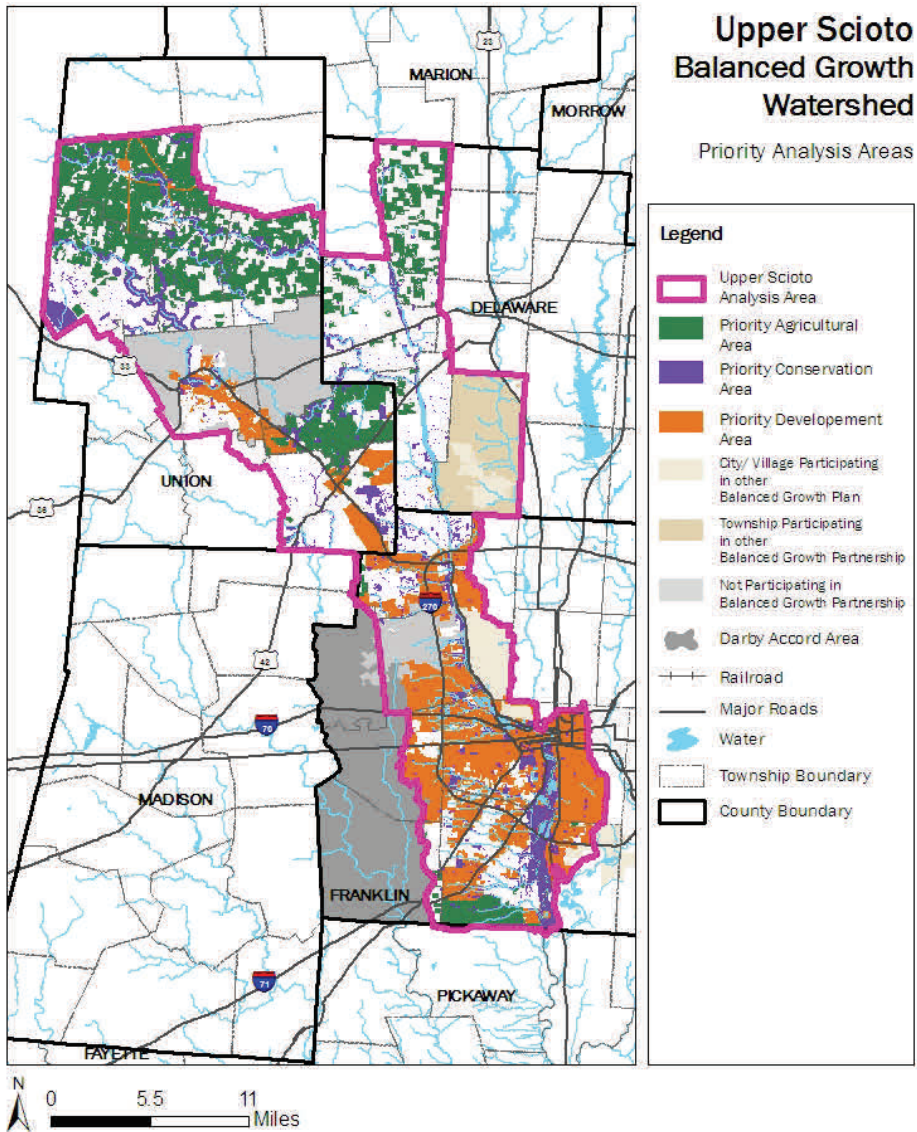 Upper Scioto
Balanced Growth
Watershed
Priority Analysis Areas
Legend
Upper Scioto
Analysis Area
Priority Agricultural
Area
Priority Conservation
Area
Priority Developement
Area
City/ Village Participating
in other
Balanced Growth Plan
Township Participating
in other
Balanced Growth Partnership
Not Participating in
Balanced Growth Partnership
Darby Accord Area
Railroad
Major Roads
Water
Township Boundary
County Boundary
23
MARION
MORROW
DELAWARE
33
UNION
36
270
42
70
MADISON
FRANKLIN
71
PICKAWAY
FAYETTE
N
0 5.5 11
Miles